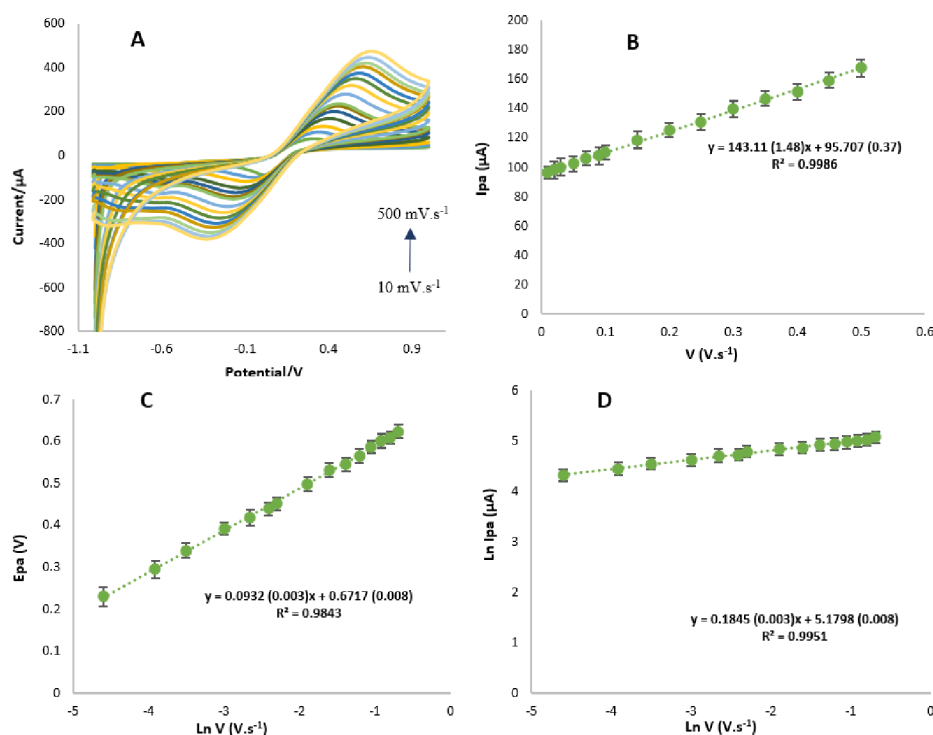 A
600
400
200
0
-200
-400
-600
-800
-1.1
-0.6
-0.1
0.4
0.9
Current/µA
Potential/V
500 mV.s⁻¹
10 mV.s⁻¹
B
200
180
160
140
120
100
80
60
40
20
0
0
0.1
0.2
0.3
0.4
0.5
0.6
Ipa (µA)
V (V.s⁻¹)
y = 143.11 (1.48)x + 95.707 (0.37)
R² = 0.9986
C
0.7
0.6
0.5
0.4
0.3
0.2
0.1
0
-5
-4
-3
-2
-1
0
Epa (V)
Ln V (V.s⁻¹)
y = 0.0932 (0.003)x + 0.6717 (0.008)
R² = 0.9843
D
6
5
4
3
2
1
0
-5
-4
-3
-2
-1
0
Ln Ipa (µA)
Ln V (V.s⁻¹)
y = 0.1845 (0.003)x + 5.1798 (0.008)
R² = 0.9951